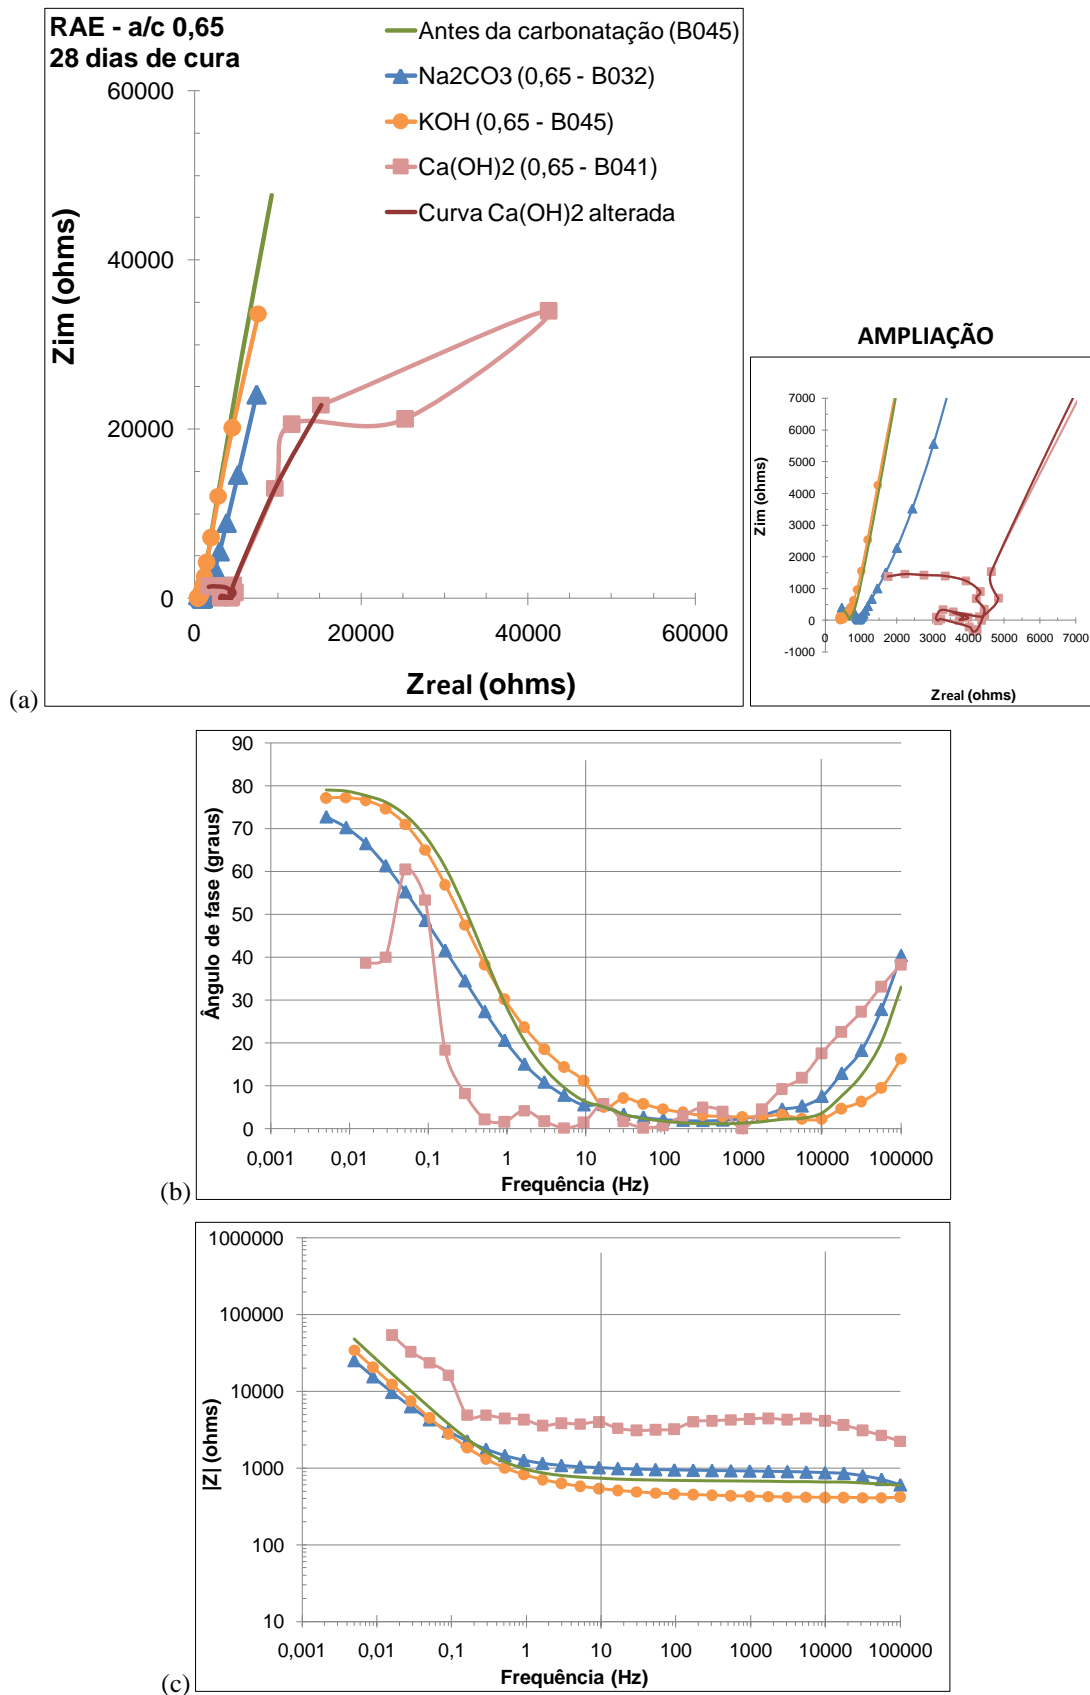 RAE - a/c 0,65
28 dias de cura
Antes da carbonatação (B045)
Na2CO3 (0,65 - B032)
KOH (0,65 - B045)
Ca(OH)2 (0,65 - B041)
Curva Ca(OH)2 alterada
60000
40000
20000
0
Zim (ohms)
0 20000 40000 60000
Zreal (ohms)
(a)
AMPLIAÇÃO
7000
6000
5000
4000
3000
2000
1000
0
-1000
Zim (ohms)
0 1000 2000 3000 4000 5000 6000 7000
Zreal (ohms)
90
80
70
60
50
40
30
20
10
0
Ângulo de fase (graus)
0,001 0,01 0,1 1 10 100 1000 10000 100000
Frequência (Hz)
(b)
1000000
100000
10000
1000
100
10
|Z| (ohms)
0,001 0,01 0,1 1 10 100 1000 10000 100000
Frequência (Hz)
(c)